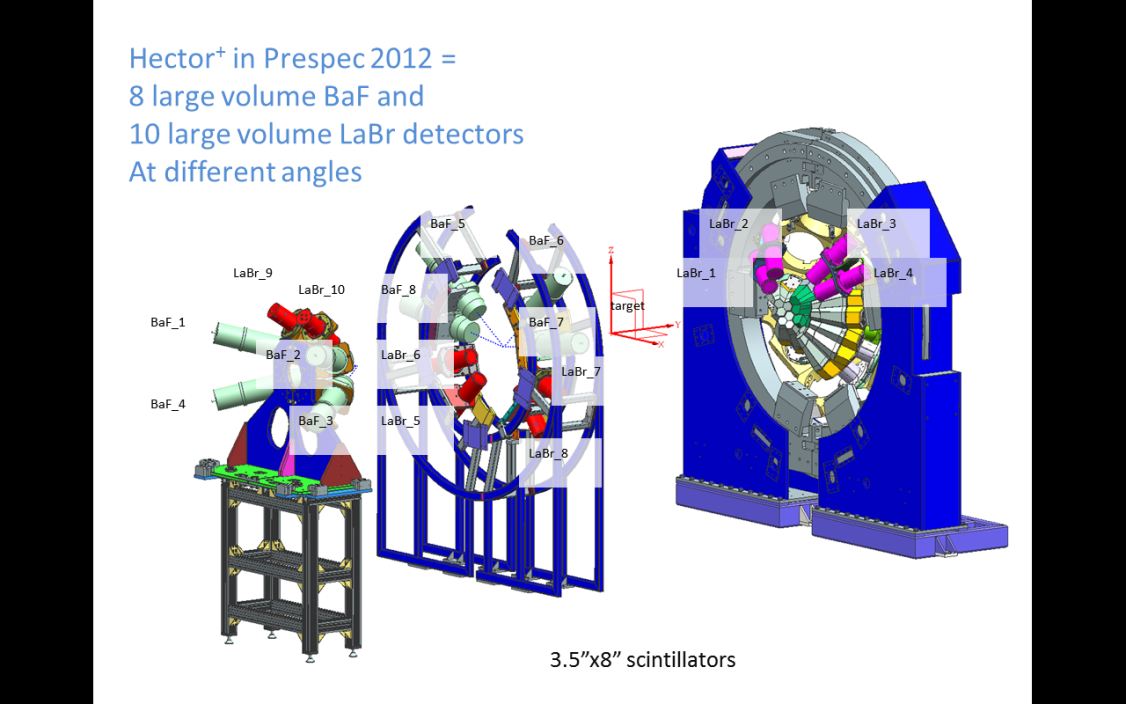 Hector⁺ in Prespec 2012 =
8 large volume BaF and
10 large volume LaBr detectors
At different angles
BaF_5
BaF_6
LaBr_2
LaBr_3
LaBr_9
LaBr_10
BaF_8
LaBr_1
LaBr_4
Z
target
Y
X
BaF_1
BaF_2
BaF_7
LaBr_6
LaBr_7
BaF_4
BaF_3
LaBr_5
LaBr_8
3.5”x8” scintillators